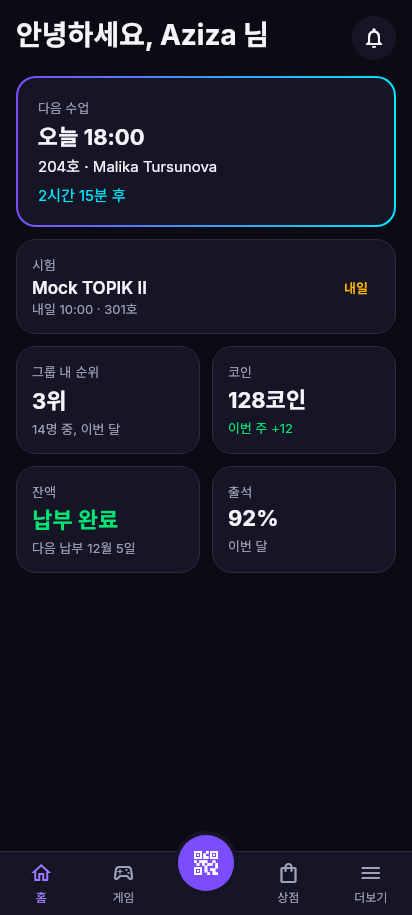 안녕하세요, Aziza 님
다음 수업
오늘 18:00
204호 · Malika Tursunova
2시간 15분 후
시험
Mock TOPIK II
내일 10:00 · 301호
내일
그룹 내 순위
3위
14명 중, 이번 달
코인
128코인
이번 주 +12
잔액
납부 완료
다음 납부 12월 5일
출석
92%
이번 달
홈
게임
상점
더보기